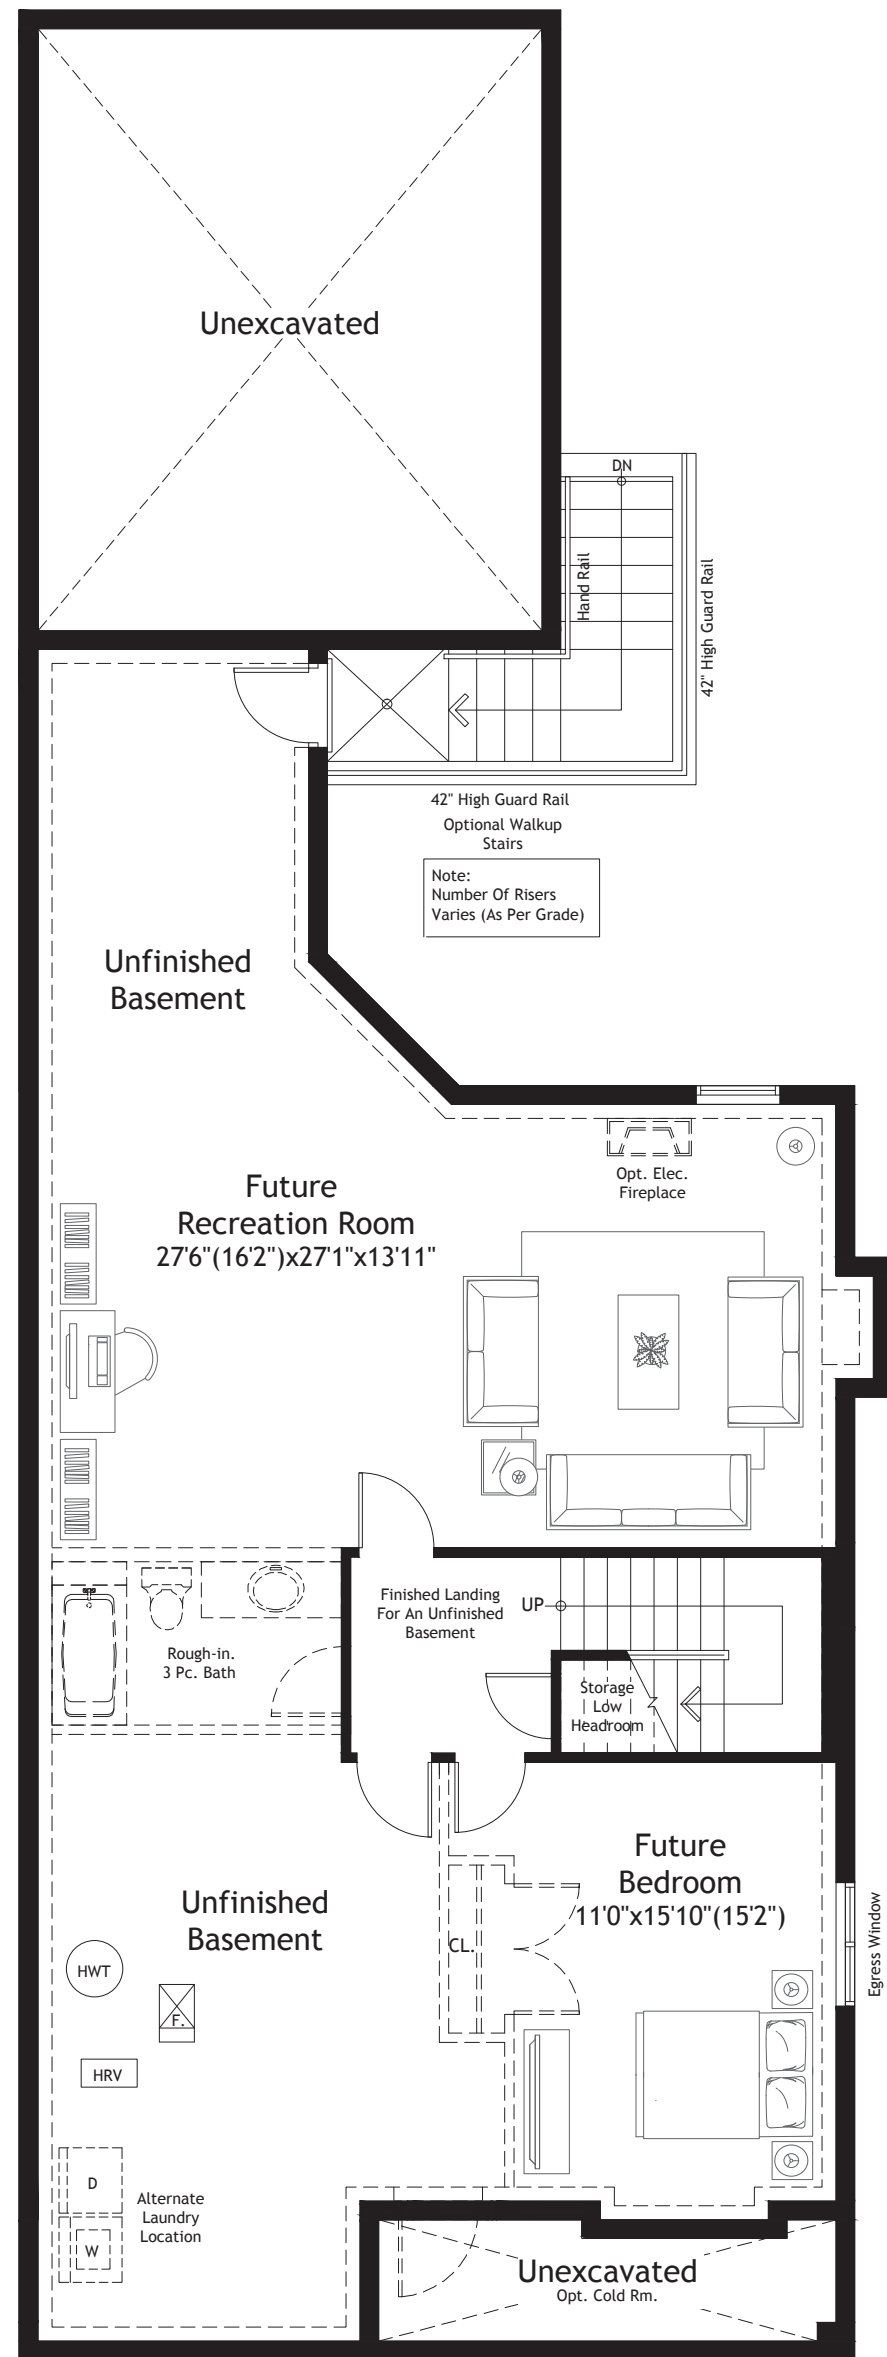 Unexcavated
DN
Hand Rail
42" High Guard Rail
42" High Guard Rail
Optional Walkup
Stairs
Note:
Number Of Risers
Varies (As Per Grade)
Unfinished
Basement
Opt. Elec.
Fireplace
Future
Recreation Room
27'6"(16'2")x27'1"x13'11"
Finished Landing
For An Unfinished
Basement
UP
Rough-in.
3 Pc. Bath
Storage
Low
Headroom
Future
Bedroom
11'0"x15'10"(15'2")
Egress Window
Unfinished
Basement
CL.
HWT
F.
HRV
D
Alternate
Laundry
Location
W
Unexcavated
Opt. Cold Rm.